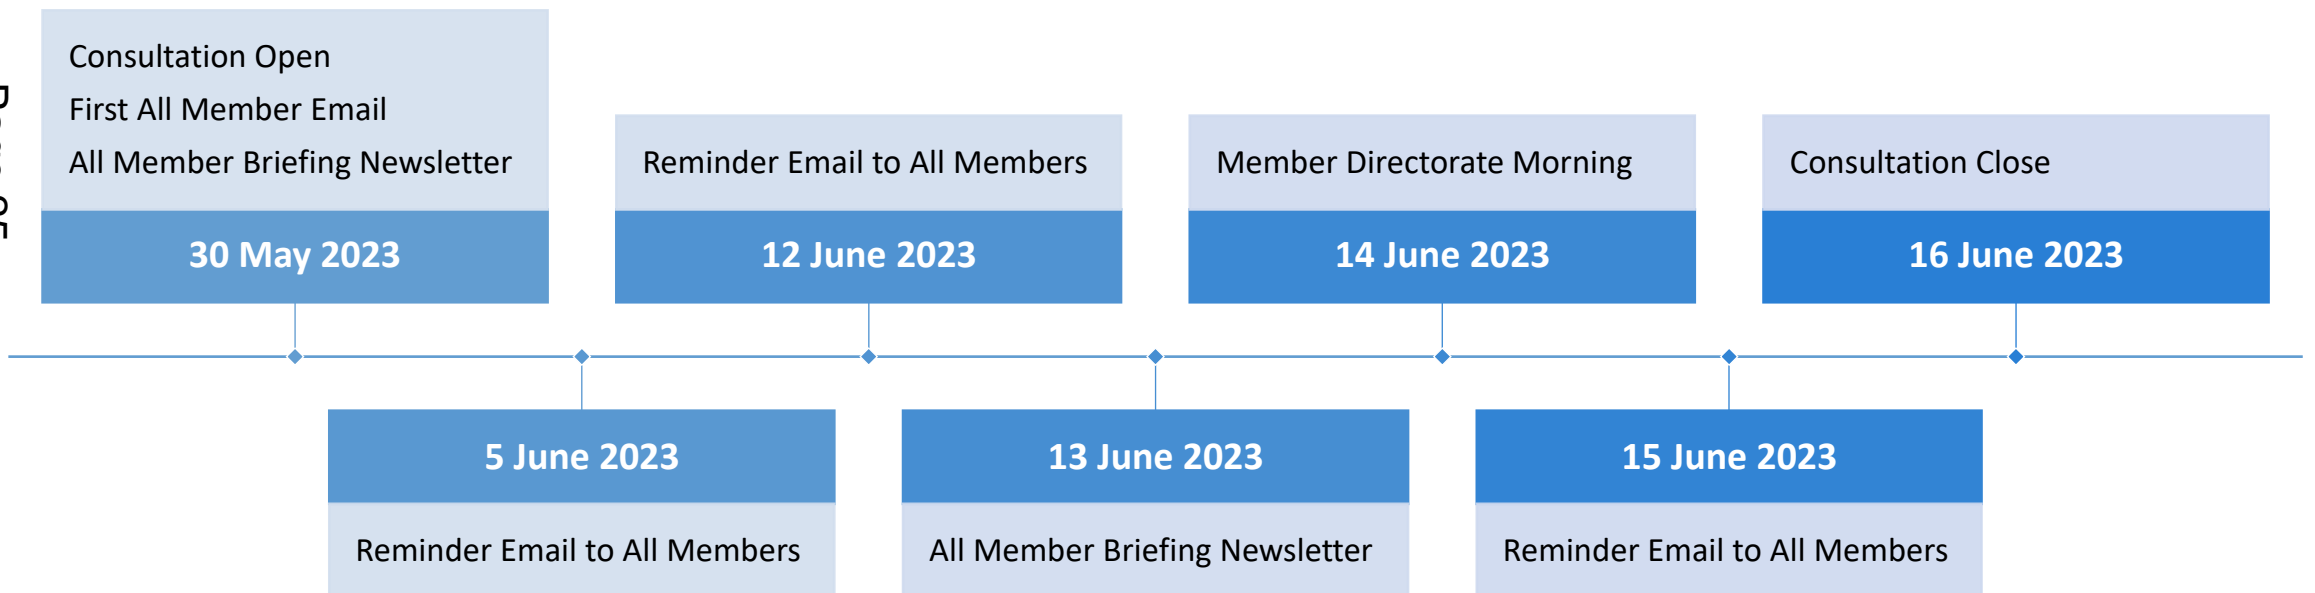 Consultation Open
First All Member Email
All Member Briefing Newsletter
30 May 2023
5 June 2023
Reminder Email to All Members
Reminder Email to All Members
12 June 2023
13 June 2023
All Member Briefing Newsletter
Member Directorate Morning
14 June 2023
15 June 2023
Reminder Email to All Members
Consultation Close
16 June 2023